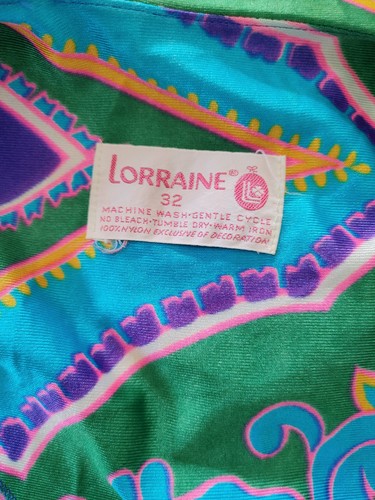 LORRAINE®
32
MACHINE WASH·GENTLE CYCLE
NO BLEACH·TUMBLE DRY·WARM IRON
100% NYLON EXCLUSIVE OF DECORATION